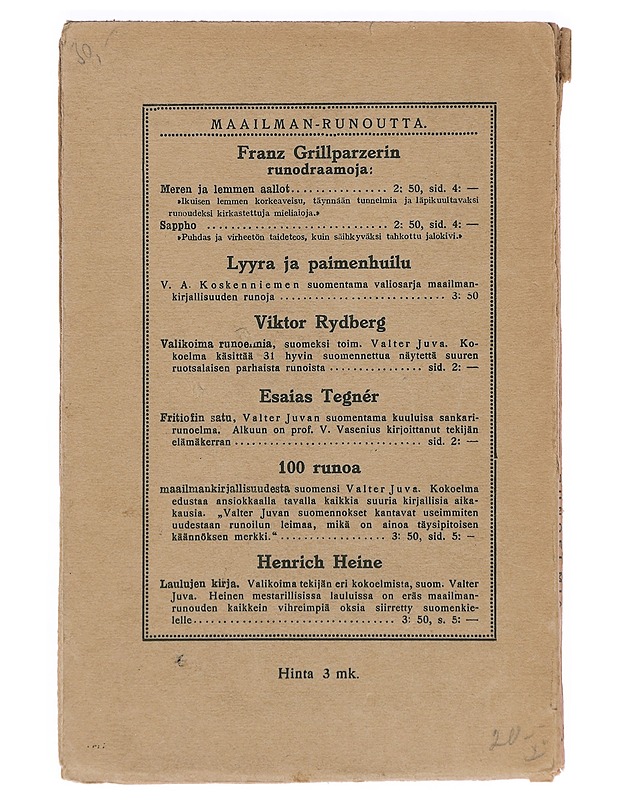 30,
MAAILMAN-RUNOUTTA.
Franz Grillparzerin
runodraamoja:
Meren ja lemmen aallot................ 2: 50, sid. 4: —
»Ikuisen lemmen korkeaveisu, täynnään tunnelmia ja läpikuultavaksi
runoudeksi kirkastettuja mielialoja.»
Sappho ............................. 2: 50, sid. 4: —
»Puhdas ja virheetön taideteos, kuin säihkyväksi tahkottu jalokivi.»
Lyyra ja paimenhuilu
V. A. Koskenniemen suomentama valiosarja maailman-
kirjallisuuden runoja ............................ 3: 50
Viktor Rydberg
Valikoima runoelmia, suomeksi toim. Valter Juva. Ko-
koelma käsittää 31 hyvin suomennettua näytettä suuren
ruotsalaisen parhaista runoista ................ sid. 2: —
Esaias Tegnér
Fritiofin satu, Valter Juvan suomentama kuuluisa sankari-
runoelma. Alkuun on prof. V. Vasenius kirjoittanut tekijän
elämäkerran ................................ sid. 2: —
100 runoa
maailmankirjallisuudesta suomensi Valter Juva. Kokoelma
edustaa ansiokkaalla tavalla kaikkia suuria kirjallisia aika-
kausia. „Valter Juvan suomennokset kantavat useimmiten
uudestaan runoilun leimaa, mikä on ainoa täysipitoisen
käännöksen merkki.“ .................. 3: 50, sid. 5: —
Henrich Heine
Laulujen kirja. Valikoima tekijän eri kokoelmista, suom. Valter
Juva. Heinen mestarillisissa lauluissa on eräs maailman-
runouden kaikkein vihreimpiä oksia siirretty suomenkie-
lelle.................................. 3: 50, s. 5: —
Hinta 3 mk.
20-